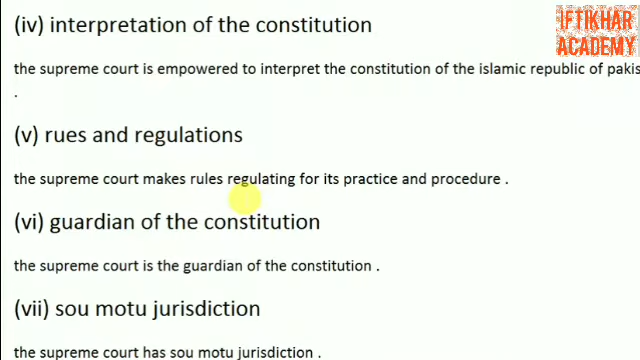 IFTIKHAR
ACADEMY
(iv) interpretation of the constitution
the supreme court is empowered to interpret the constitution of the islamic republic of pakis
.
(v) rues and regulations
the supreme court makes rules regulating for its practice and procedure .
(vi) guardian of the constitution
the supreme court is the guardian of the constitution .
(vii) sou motu jurisdiction
the supreme court has sou motu jurisdiction .